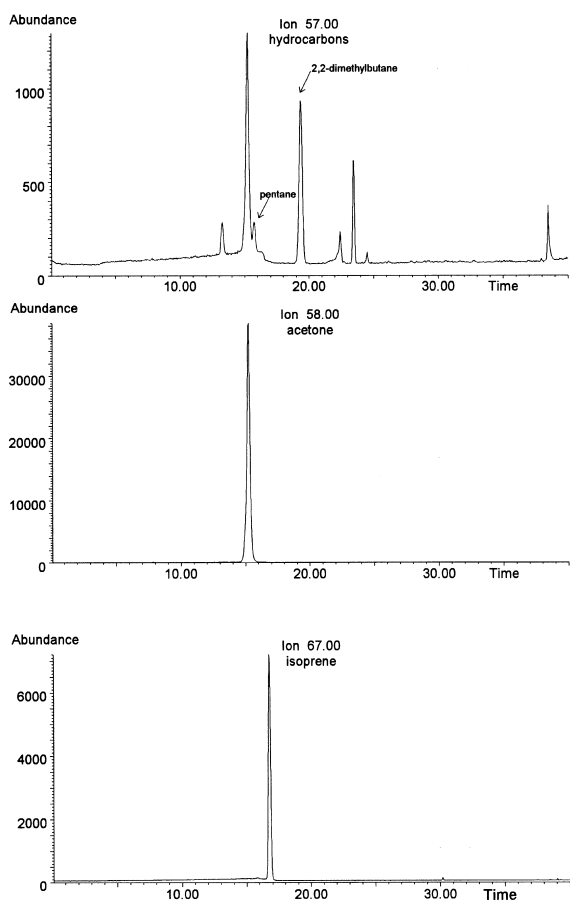 Abundance
Ion 57.00
hydrocarbons
2,2-dimethylbutane
1000
500
pentane
0
10.00 20.00 30.00 Time
Abundance
Ion 58.00
acetone
30000
20000
10000
0
10.00 20.00 30.00 Time
Abundance
Ion 67.00
isoprene
6000
4000
2000
0
10.00 20.00 30.00 Time